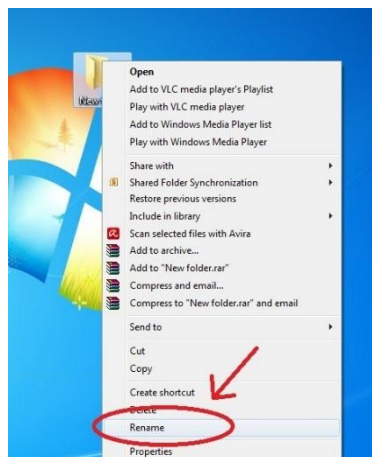 Open
Add to VLC media player's Playlist
Play with VLC media player
Add to Windows Media Player list
Play with Windows Media Player
Share with
Shared Folder Synchronization
Restore previous versions
Include in library
Scan selected files with Avira
Add to archive...
Add to "New folder.rar"
Compress and email...
Compress to "New folder.rar" and email
Send to
Cut
Copy
Create shortcut
Delete
Rename
Properties